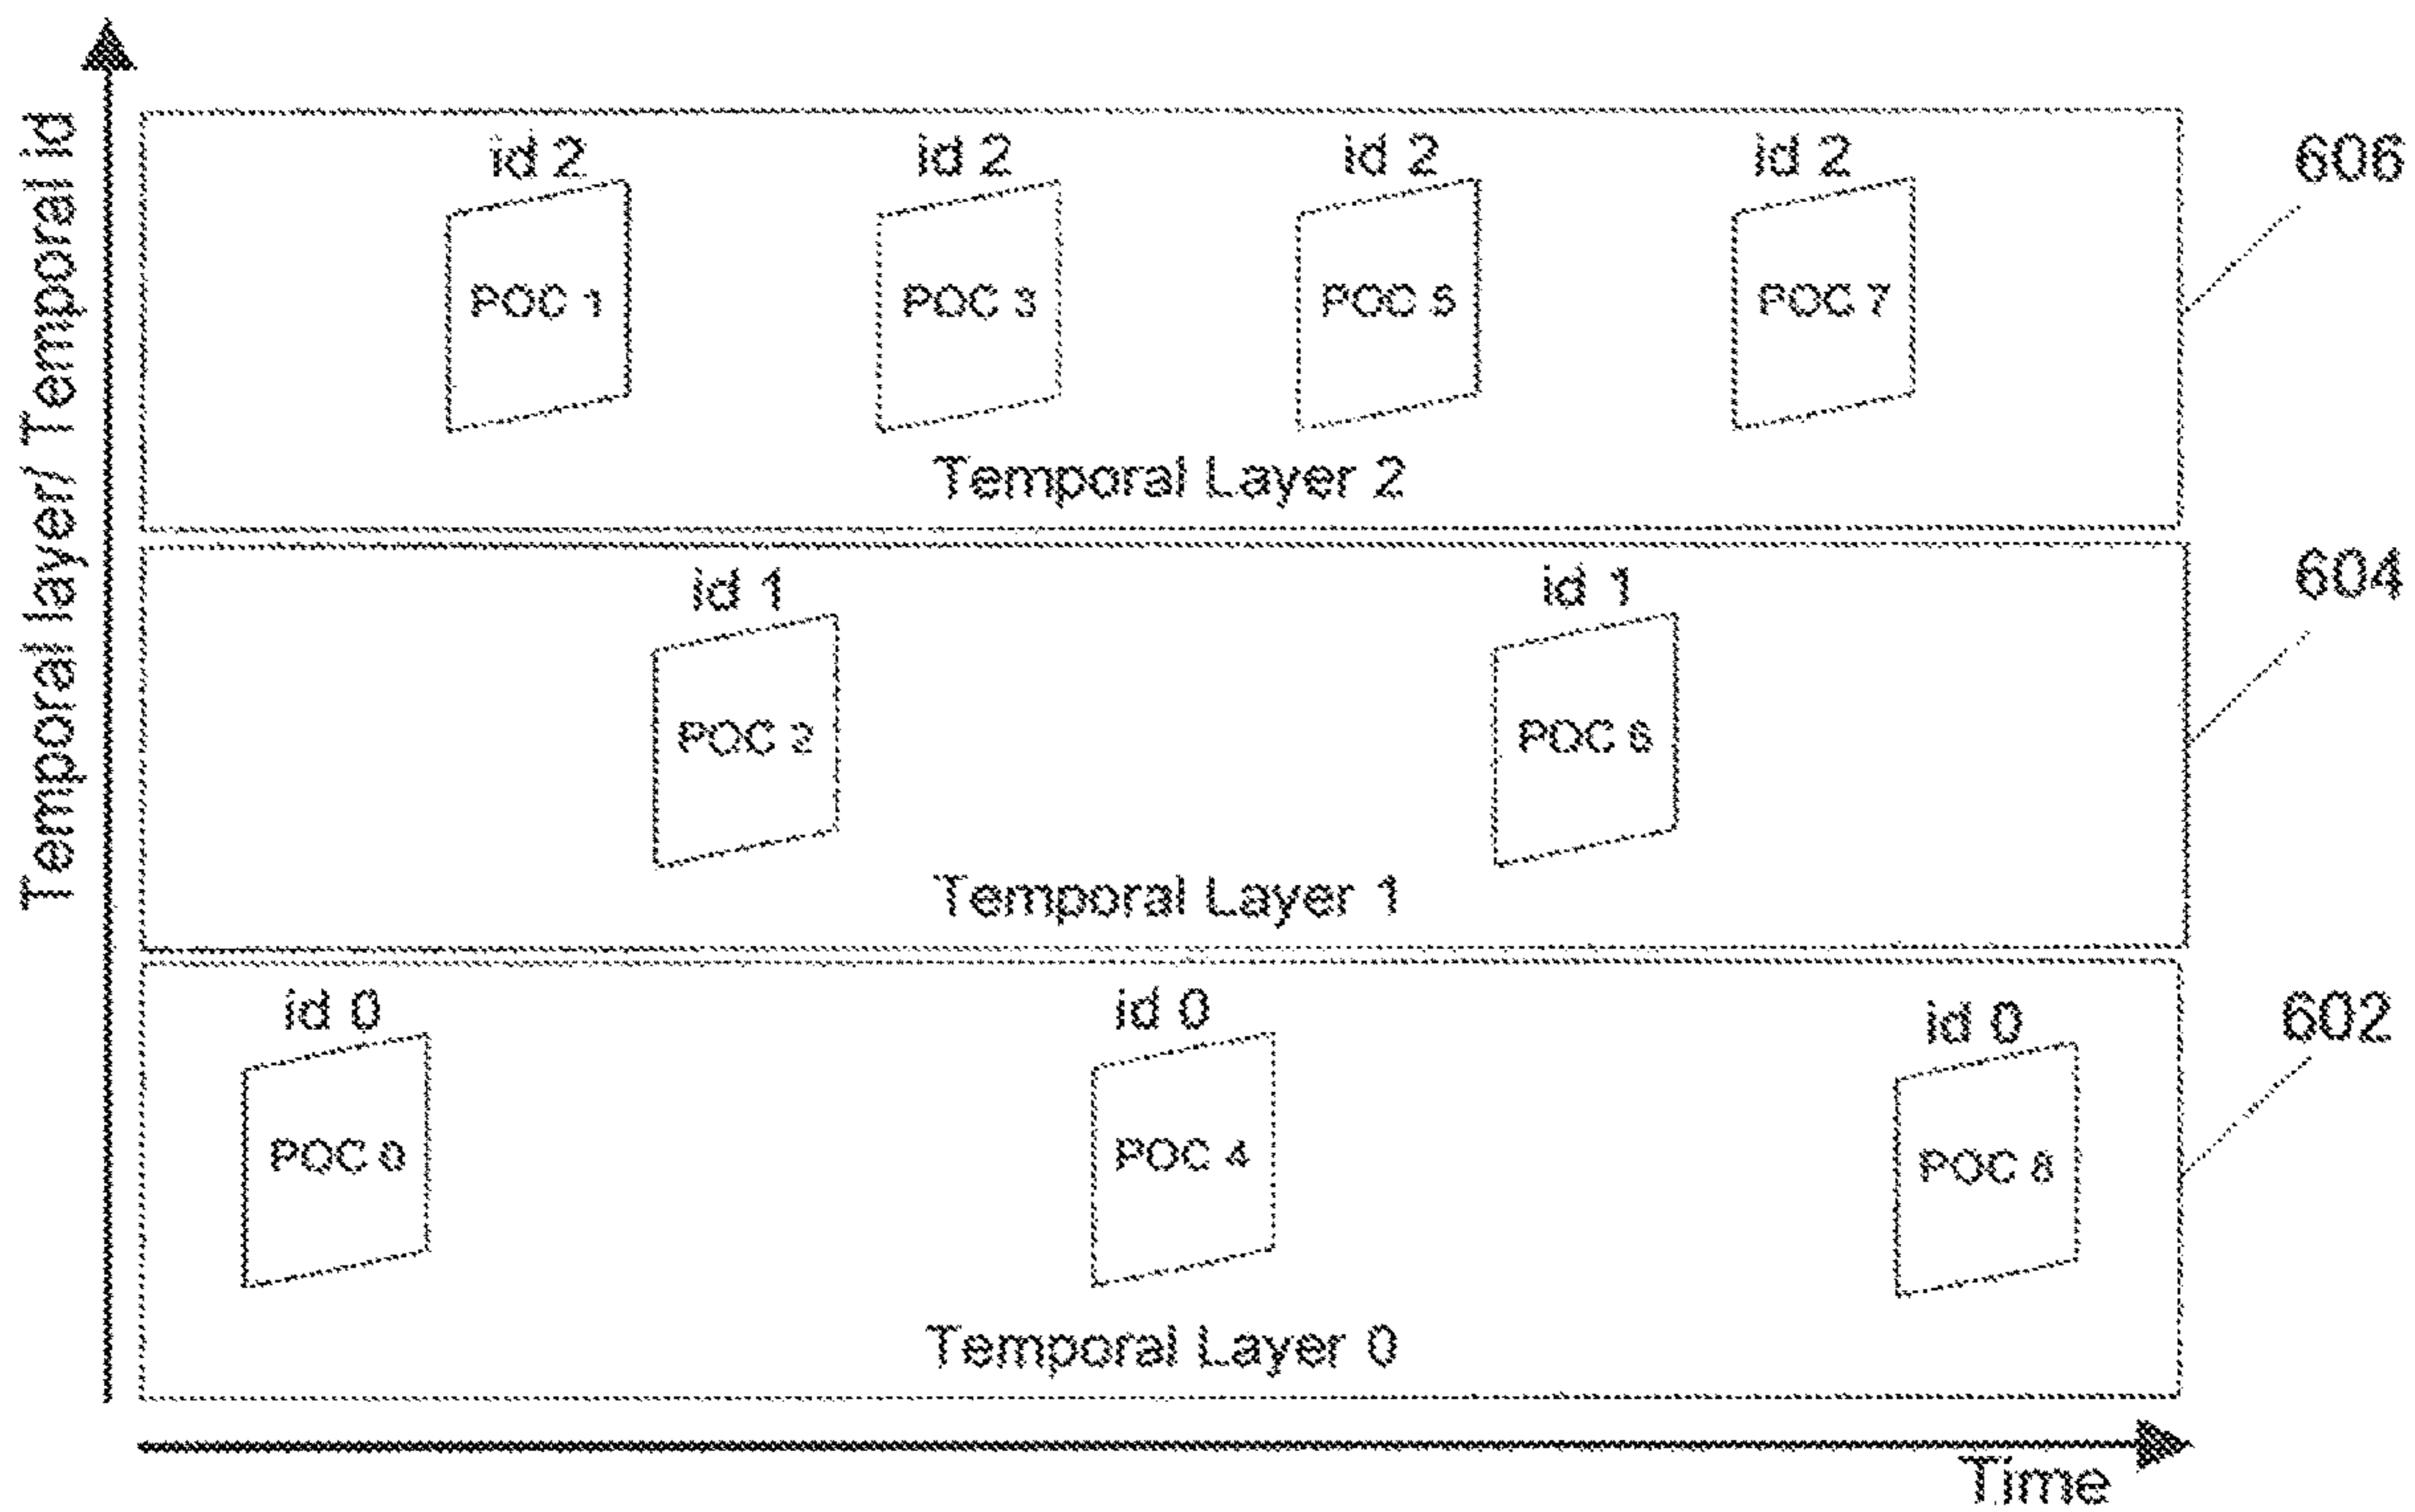 Temporal layer/ Temporal id
id 2 id 2 id 2 id 2
606
POC 1 POC 3 POC 5 POC 7
Temporal Layer 2
id 1 id 1
604
POC 2 POC 6
Temporal Layer 1
id 0 id 0 id 0
602
POC 0 POC 4 POC 8
Temporal Layer 0
Time